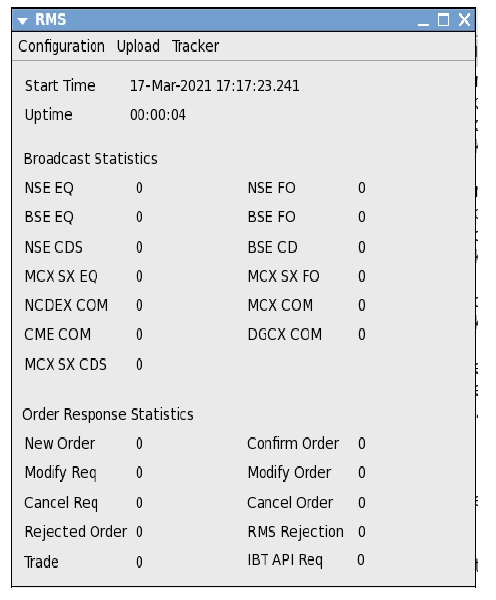 RMS
Configuration Upload Tracker
Start Time 17-Mar-2021 17:17:23.241
Uptime 00:00:04
Broadcast Statistics
NSE EQ 0 NSE FO 0
BSE EQ 0 BSE FO 0
NSE CDS 0 BSE CD 0
MCX SX EQ 0 MCX SX FO 0
NCDEX COM 0 MCX COM 0
CME COM 0 DGCX COM 0
MCX SX CDS 0
Order Response Statistics
New Order 0 Confirm Order 0
Modify Req 0 Modify Order 0
Cancel Req 0 Cancel Order 0
Rejected Order 0 RMS Rejection 0
Trade 0 IBT API Req 0